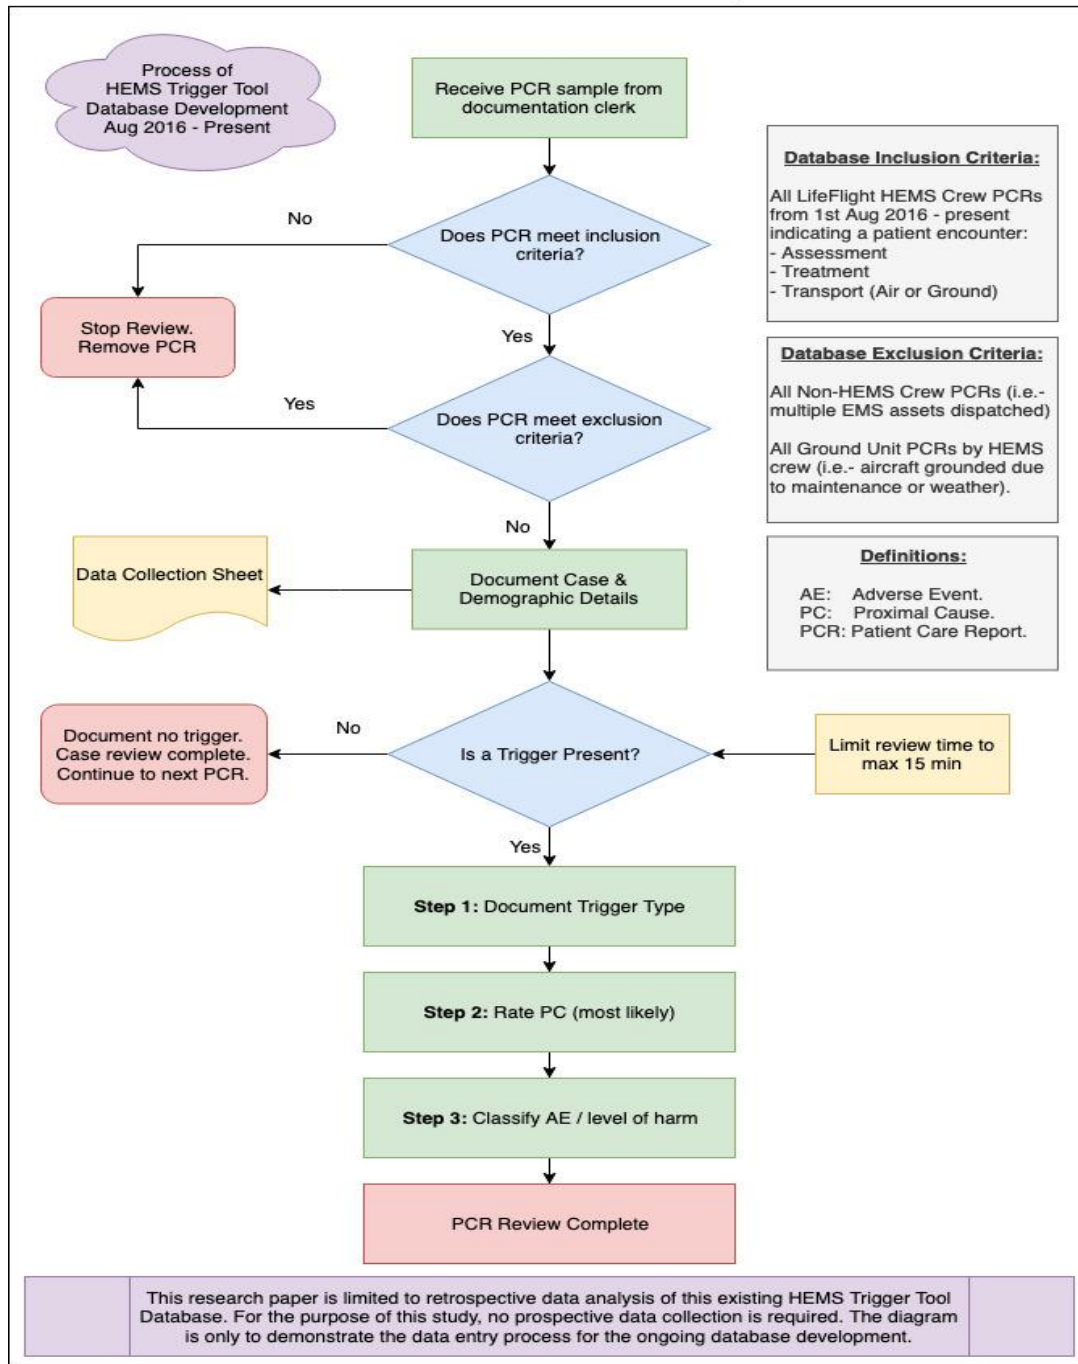 Process of
HEMS Trigger Tool
Database Development
Aug 2016 - Present
Receive PCR sample from
documentation clerk
Database Inclusion Criteria:
All LifeFlight HEMS Crew PCRs
from 1st Aug 2016 - present
indicating a patient encounter:
- Assessment
- Treatment
- Transport (Air or Ground)
No
Does PCR meet inclusion
criteria?
Stop Review.
Remove PCR
Yes
Database Exclusion Criteria:
All Non-HEMS Crew PCRs (i.e.-
multiple EMS assets dispatched)
All Ground Unit PCRs by HEMS
crew (i.e.- aircraft grounded due
to maintenance or weather).
Yes
Does PCR meet exclusion
criteria?
No
Data Collection Sheet
Document Case &
Demographic Details
Definitions:
AE: Adverse Event.
PC: Proximal Cause.
PCR: Patient Care Report.
Document no trigger.
Case review complete.
Continue to next PCR.
No
Is a Trigger Present?
Limit review time to
max 15 min
Yes
Step 1: Document Trigger Type
Step 2: Rate PC (most likely)
Step 3: Classify AE / level of harm
PCR Review Complete
This research paper is limited to retrospective data analysis of this existing HEMS Trigger Tool
Database. For the purpose of this study, no prospective data collection is required. The diagram
is only to demonstrate the data entry process for the ongoing database development.